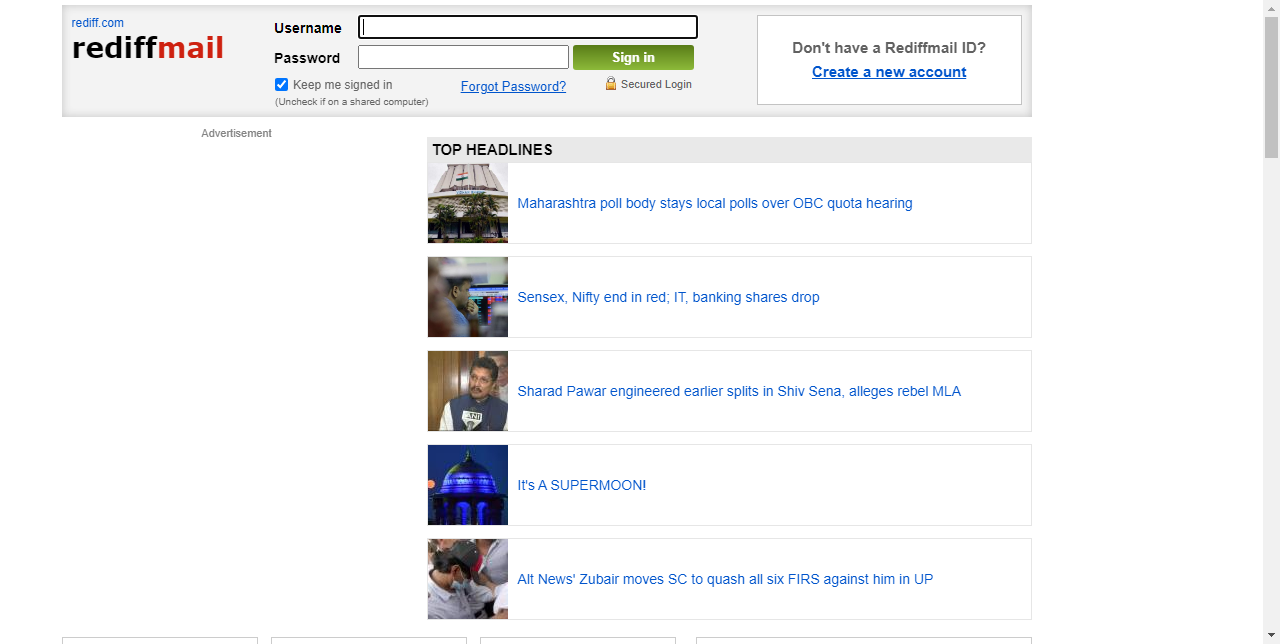 rediff.com
rediffmail
Username
Password
Sign in
Keep me signed in
Forgot Password?
Secured Login
(Uncheck if on a shared computer)
Don't have a Rediffmail ID?
Create a new account
Advertisement
TOP HEADLINES
Maharashtra poll body stays local polls over OBC quota hearing
Sensex, Nifty end in red; IT, banking shares drop
Sharad Pawar engineered earlier splits in Shiv Sena, alleges rebel MLA
ANI
It's A SUPERMOON!
Alt News' Zubair moves SC to quash all six FIRS against him in UP